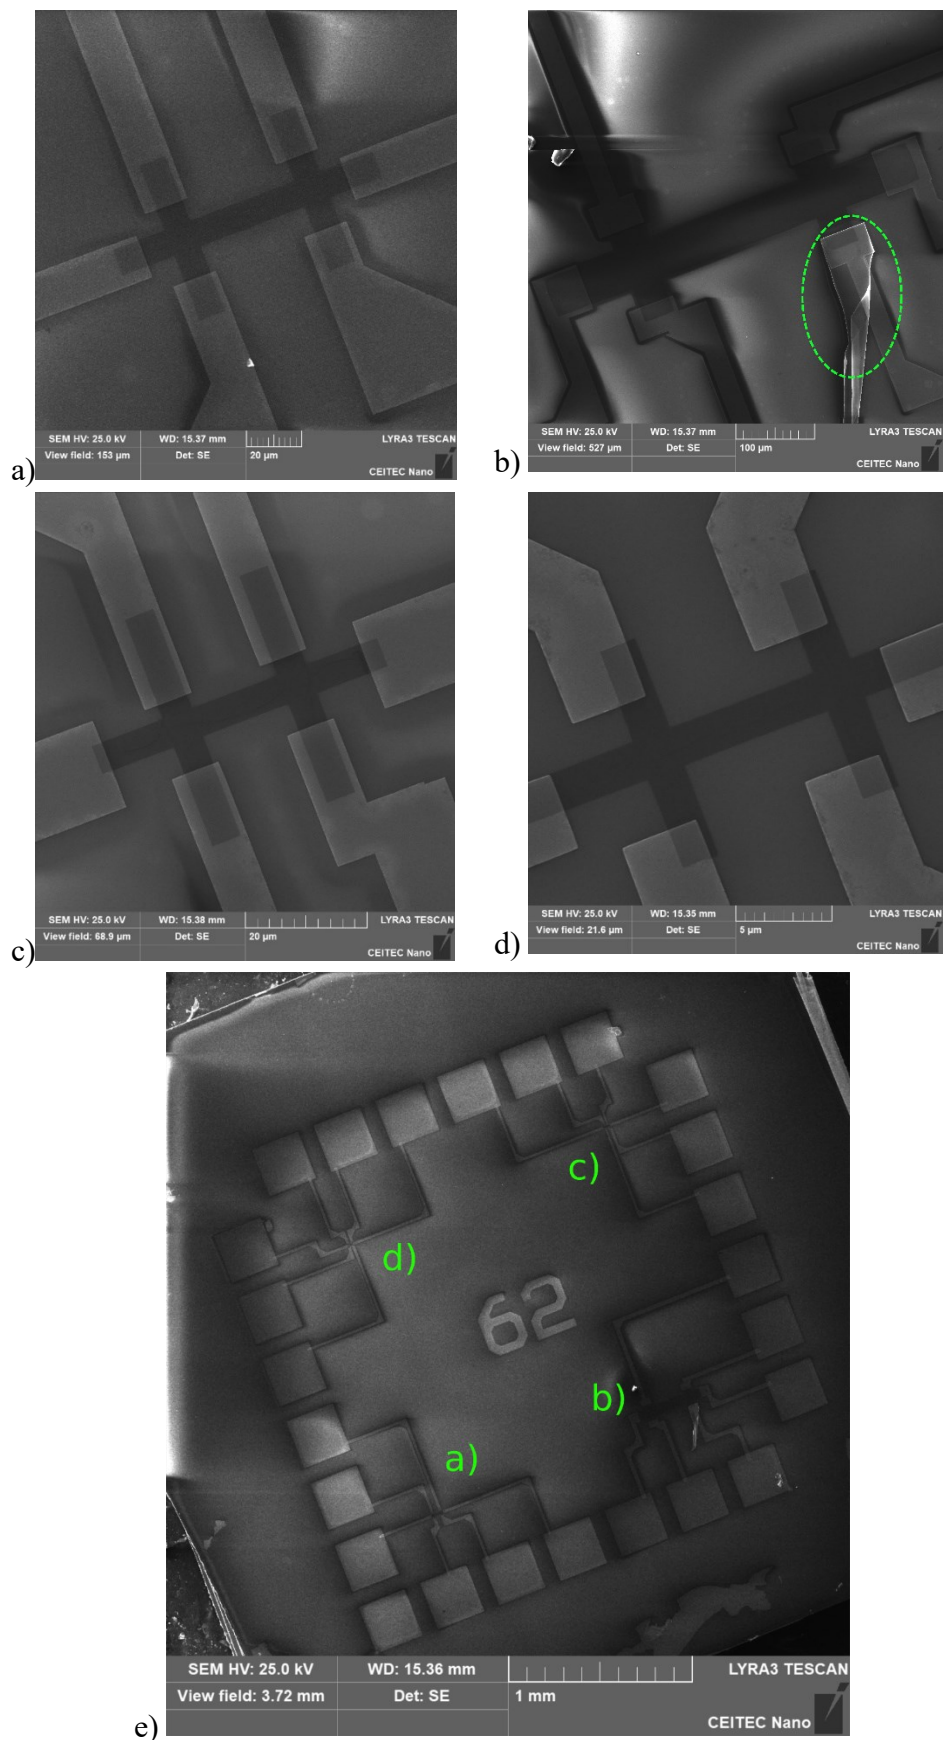 a)
SEM HV: 25.0 kV WD: 15.37 mm LYRA3 TESCAN
View field: 153 µm Det: SE 20 µm
CEITEC Nano
b)
SEM HV: 25.0 kV WD: 15.37 mm LYRA3 TESCAN
View field: 527 µm Det: SE 100 µm
CEITEC Nano
c)
SEM HV: 25.0 kV WD: 15.38 mm LYRA3 TESCAN
View field: 68.9 µm Det: SE 20 µm
CEITEC Nano
d)
SEM HV: 25.0 kV WD: 15.35 mm LYRA3 TESCAN
View field: 21.6 µm Det: SE 5 µm
CEITEC Nano
c)
d)
62
b)
a)
SEM HV: 25.0 kV WD: 15.36 mm LYRA3 TESCAN
View field: 3.72 mm Det: SE 1 mm
CEITEC Nano
e)